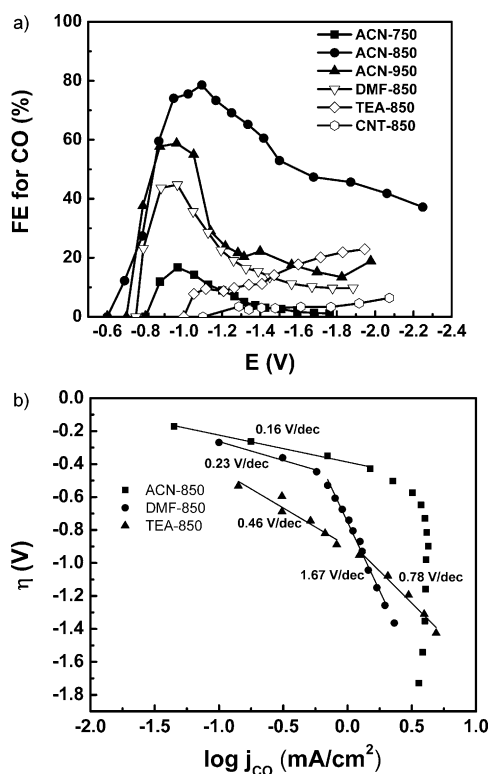 a)
FE for CO (%)
100
80
60
40
20
0
ACN-750
ACN-850
ACN-950
DMF-850
TEA-850
CNT-850
-0.6 -0.8 -1.0 -1.2 -1.4 -1.6 -1.8 -2.0 -2.2 -2.4
E (V)
b)
η (V)
0.0
-0.2
-0.4
-0.6
-0.8
-1.0
-1.2
-1.4
-1.6
-1.8
0.16 V/dec
0.23 V/dec
ACN-850
DMF-850
TEA-850
0.46 V/dec
1.67 V/dec
0.78 V/dec
-2.0 -1.5 -1.0 -0.5 0.0 0.5 1.0
log j_CO (mA/cm²)